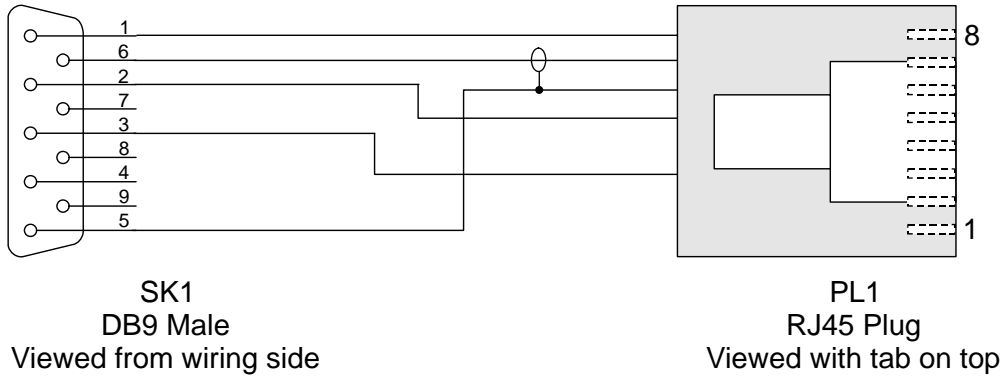 1
6
2
7
3
8
4
9
5
8
1
SK1
DB9 Male
Viewed from wiring side
PL1
RJ45 Plug
Viewed with tab on top